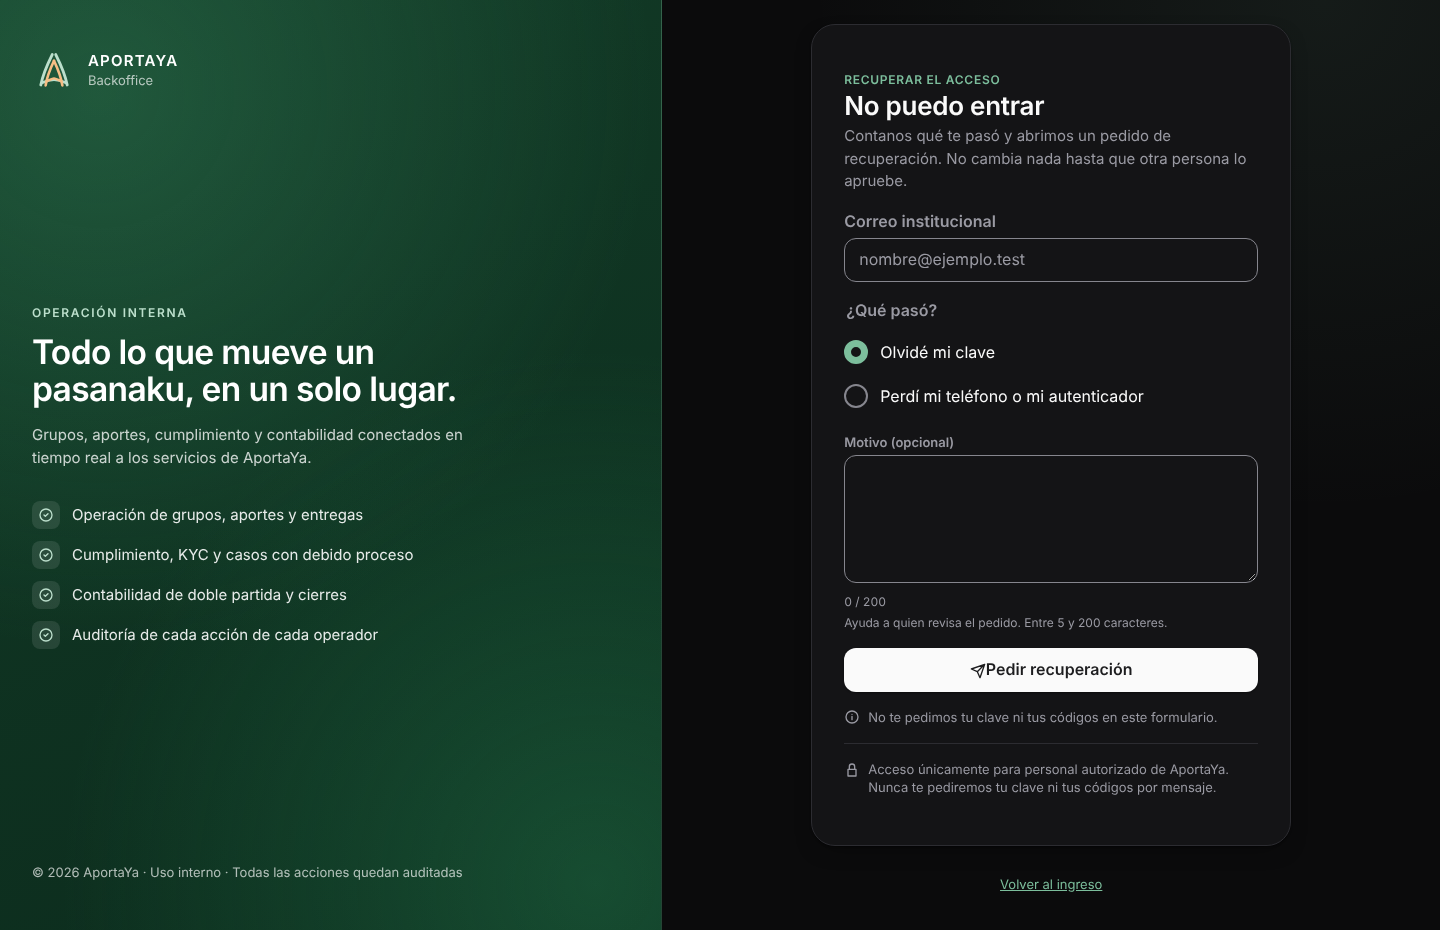 APORTAYA
Backoffice
OPERACIÓN INTERNA
Todo lo que mueve un
pasanaku, en un solo lugar.
Grupos, aportes, cumplimiento y contabilidad conectados en
tiempo real a los servicios de AportaYa.
Operación de grupos, aportes y entregas
Cumplimiento, KYC y casos con debido proceso
Contabilidad de doble partida y cierres
Auditoría de cada acción de cada operador
© 2026 AportaYa · Uso interno · Todas las acciones quedan auditadas
RECUPERAR EL ACCESO
No puedo entrar
Contanos qué te pasó y abrimos un pedido de
recuperación. No cambia nada hasta que otra persona lo
apruebe.
Correo institucional
nombre@ejemplo.test
¿Qué pasó?
Olvidé mi clave
Perdí mi teléfono o mi autenticador
Motivo (opcional)
0 / 200
Ayuda a quien revisa el pedido. Entre 5 y 200 caracteres.
Pedir recuperación
No te pedimos tu clave ni tus códigos en este formulario.
Acceso únicamente para personal autorizado de AportaYa.
Nunca te pediremos tu clave ni tus códigos por mensaje.
Volver al ingreso